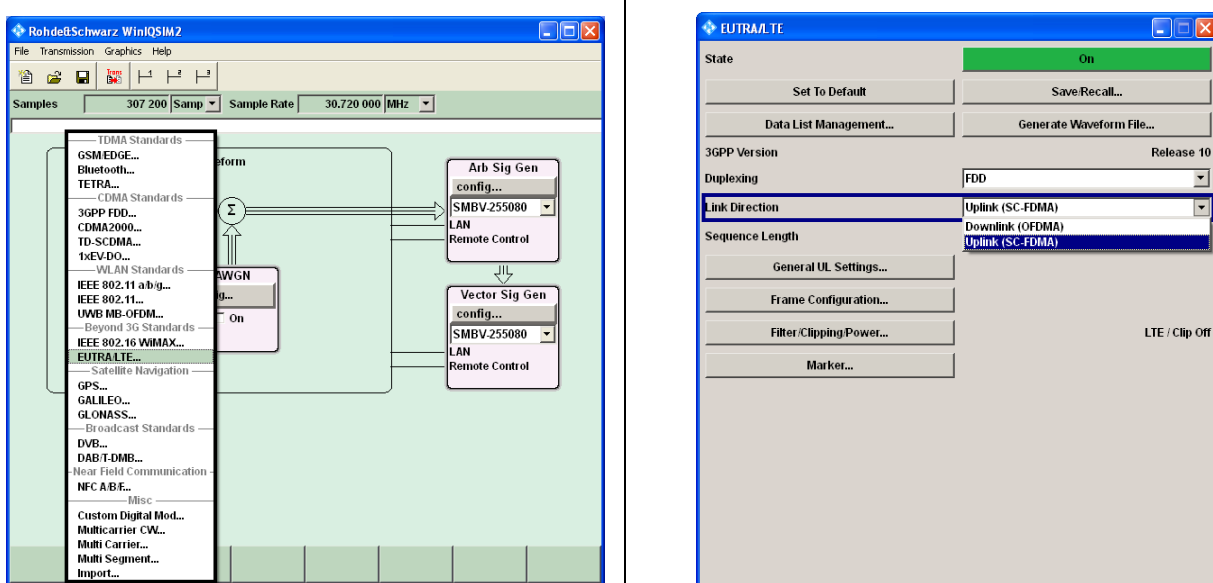 Rohde&Schwarz WinIQSIM2
File Transmission Graphics Help
Trans
1 2 3
Samples 307 200 Samp Sample Rate 30.720 000 MHz
TDMA Standards
GSM/EDGE...
Bluetooth...
TETRA...
CDMA Standards
3GPP FDD...
CDMA2000...
TD-SCDMA...
1xEV-DO...
WLAN Standards
IEEE 802.11 a/b/g...
IEEE 802.11...
UWB MB-OFDM...
Beyond 3G Standards
IEEE 802.16 WiMAX...
EUTRA/LTE...
Satellite Navigation
GPS...
GALILEO...
GLONASS...
Broadcast Standards
DVB...
DAB/T-DMB...
Near Field Communication
NFC A/B/F...
Misc
Custom Digital Mod...
Multicarrier CW...
Multi Carrier...
Multi Segment...
Import...
eform
Σ
AWGN
g...
On
Arb Sig Gen
config...
SMBV-255080
LAN
Remote Control
Vector Sig Gen
config...
SMBV-255080
LAN
Remote Control
EUTRA/LTE
State On
Set To Default Save/Recall...
Data List Management... Generate Waveform File...
3GPP Version Release 10
Duplexing FDD
Link Direction Uplink (SC-FDMA)
Downlink (OFDMA)
Sequence Length Uplink (SC-FDMA)
General UL Settings...
Frame Configuration...
Filter/Clipping/Power... LTE / Clip Off
Marker...